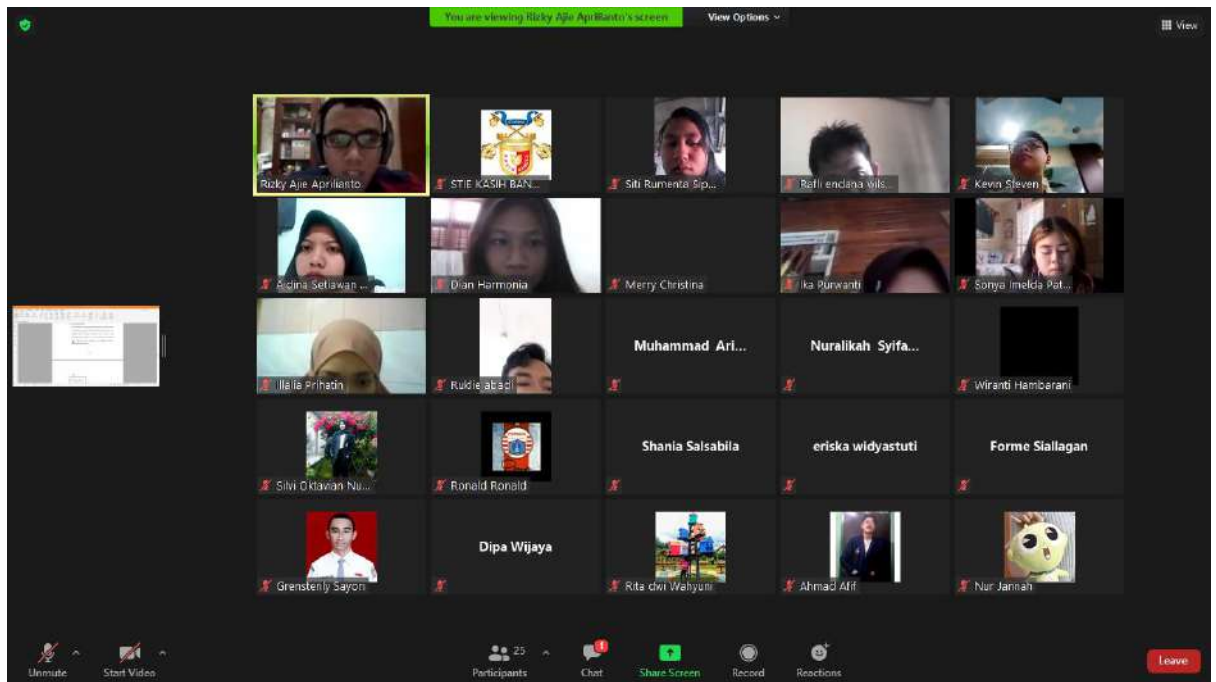 You are viewing Rizky Ajie Aprilianto's screen
View Options
View
Rizky Ajie Aprilianto
STIE KASIH BAN...
Siti Rumenta Sip...
Rafli endana wils...
Kevin Steven
Aldina Setiawan ...
Dian Harmonia
Merry Christina
Ika Purwanti
Sonya Imelda Pat...
Illalia Prihatin
Rukdie abadi
Muhammad Ari...
Nuralikah Syifa...
Wiranti Hambarani
Silvi Oktavian Nu...
Ronald Ronald
Shania Salsabila
eriska widyastuti
Forme Siallagan
Grenstenly Sayori
Dipa Wijaya
Rita dwi Wahyuni
Ahmad Afif
Nur Jannah
Unmute
Start Video
25
Participants
1
Chat
Share Screen
Record
Reactions
Leave